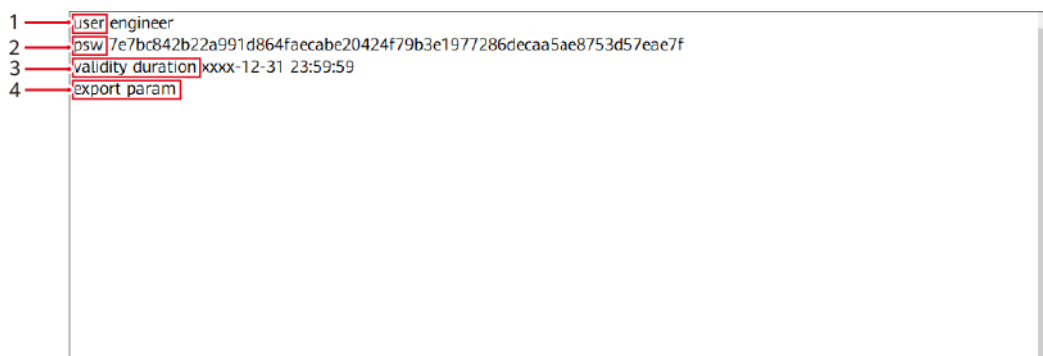 1 user engineer
2 psw 7e7bc842b22a991d864faecabe20424f79b3e1977286decaa5ae8753d57eae7f
3 validity duration xxxx-12-31 23:59:59
4 export param